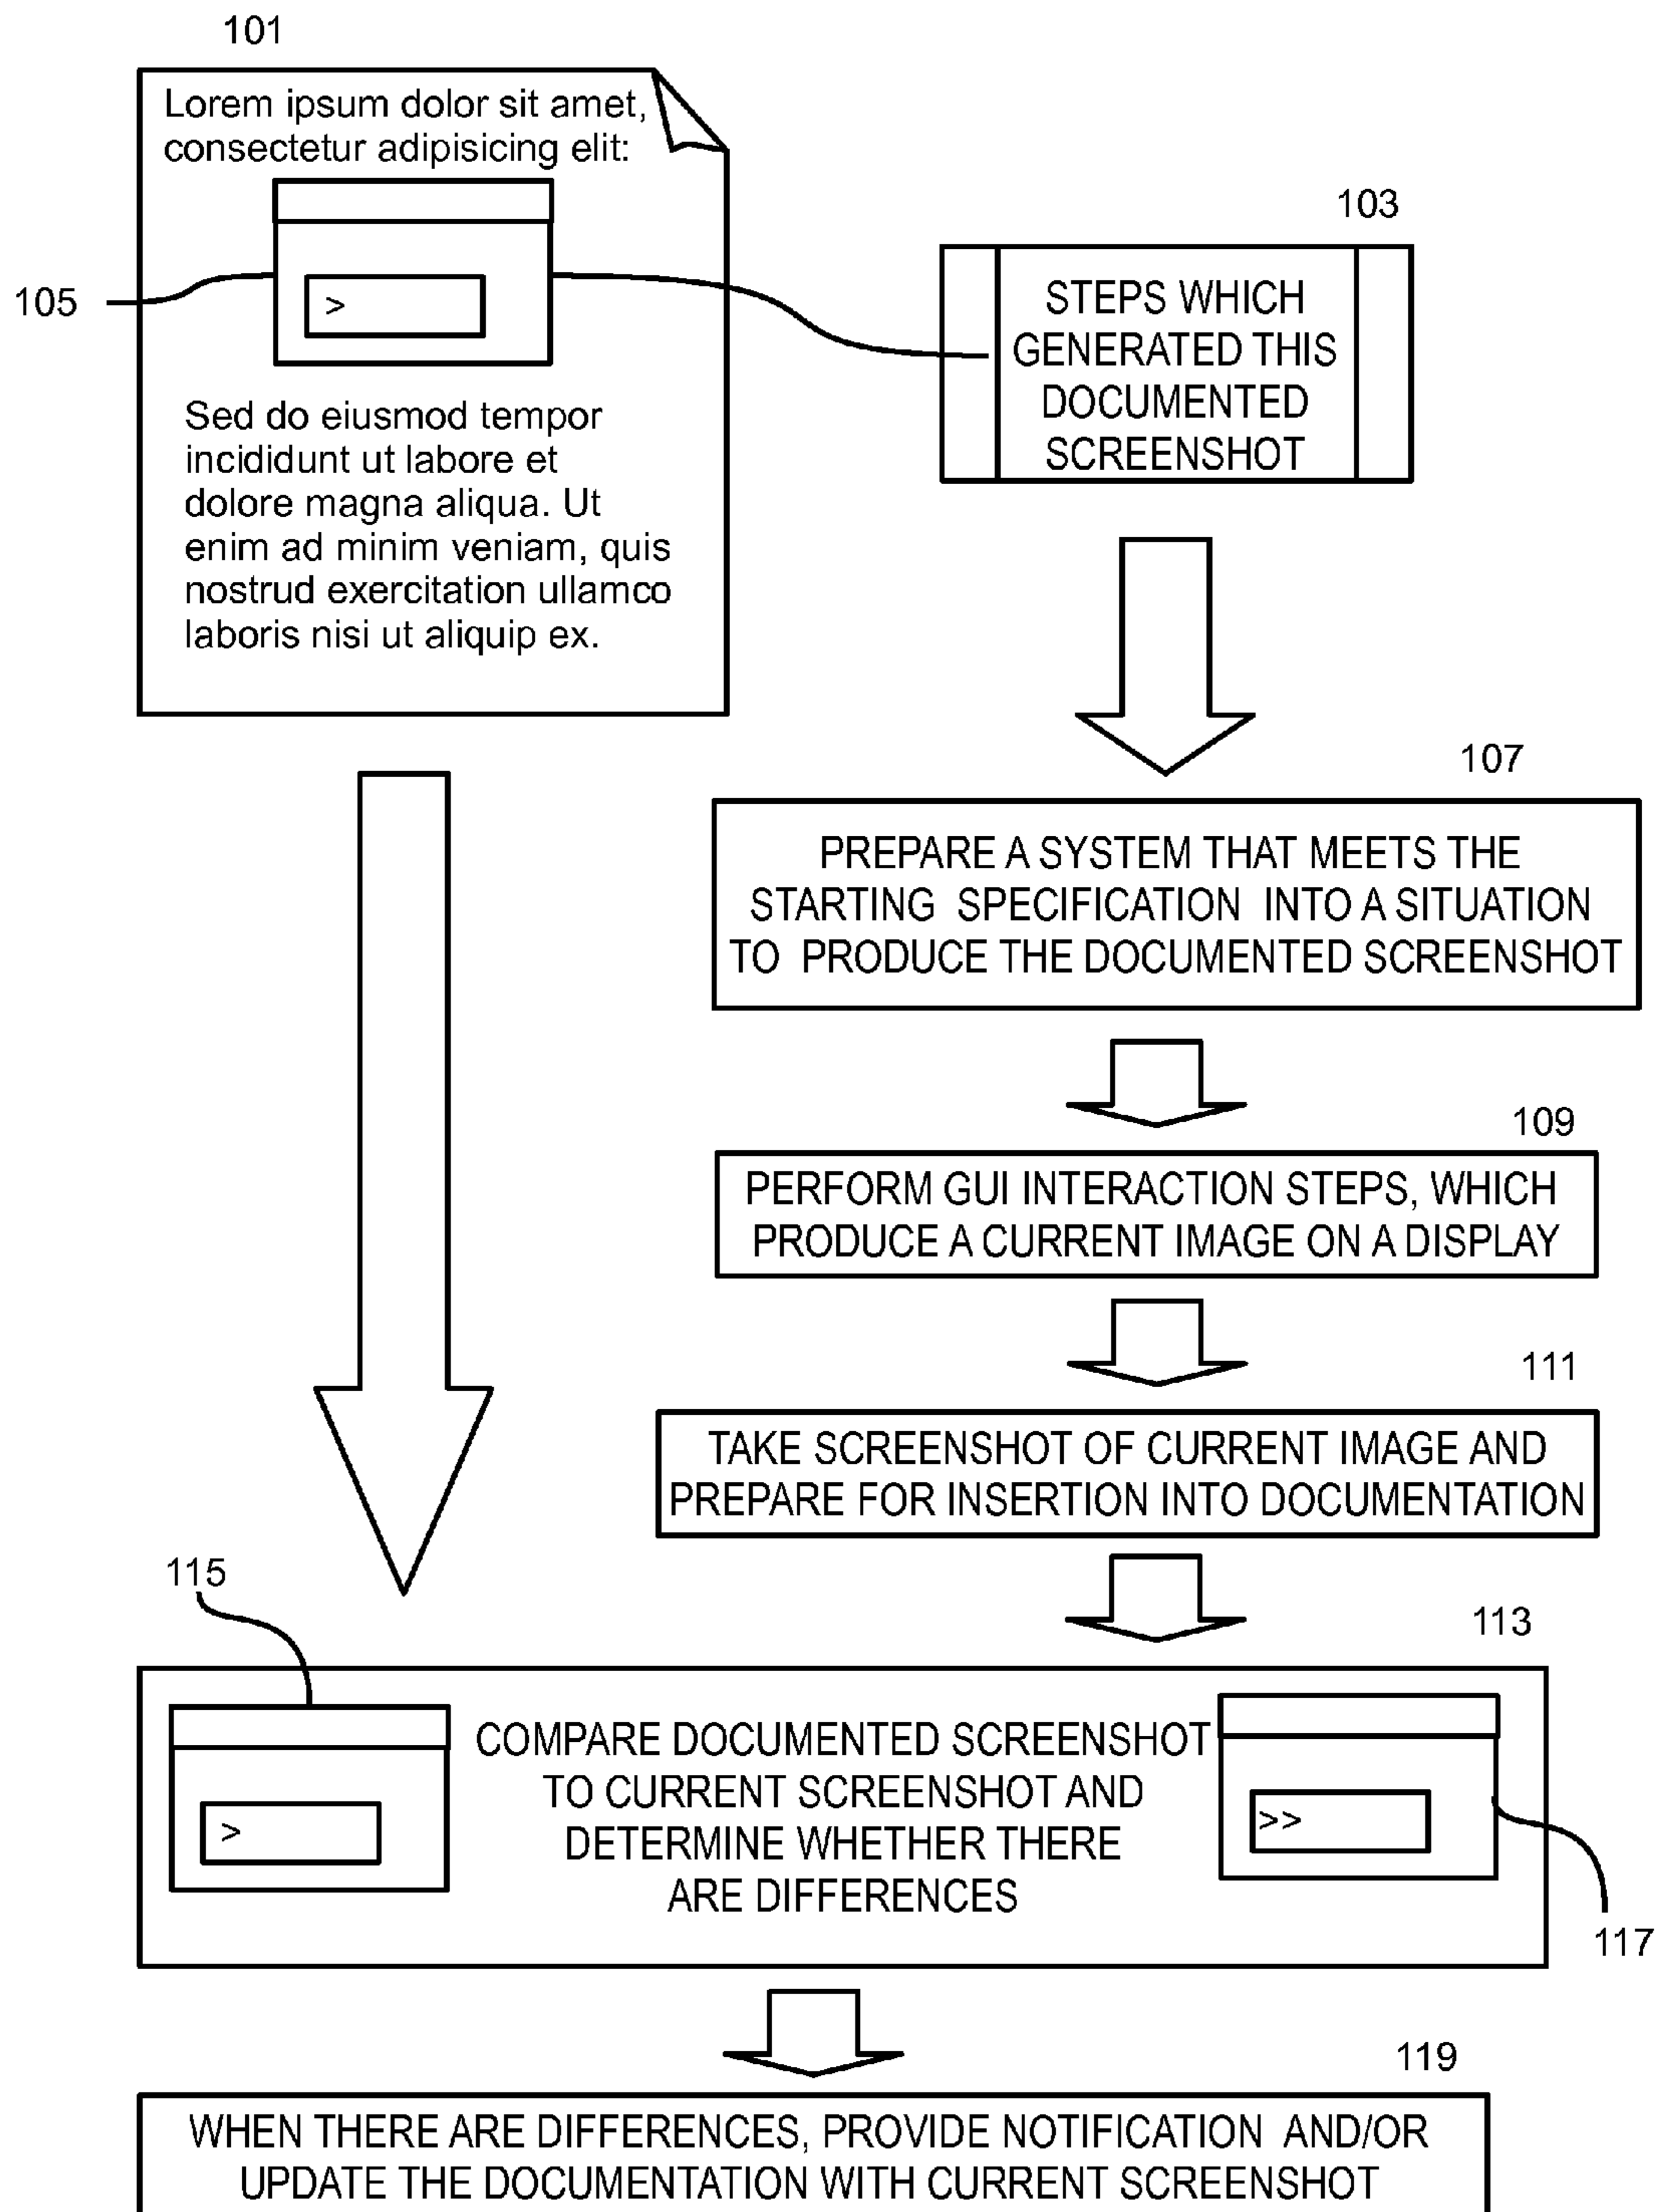 101
Lorem ipsum dolor sit amet,
consectetur adipisicing elit:
105
>
Sed do eiusmod tempor
incididunt ut labore et
dolore magna aliqua. Ut
enim ad minim veniam, quis
nostrud exercitation ullamco
laboris nisi ut aliquip ex.
103
STEPS WHICH
GENERATED THIS
DOCUMENTED
SCREENSHOT
107
PREPARE A SYSTEM THAT MEETS THE
STARTING SPECIFICATION INTO A SITUATION
TO PRODUCE THE DOCUMENTED SCREENSHOT
109
PERFORM GUI INTERACTION STEPS, WHICH
PRODUCE A CURRENT IMAGE ON A DISPLAY
111
TAKE SCREENSHOT OF CURRENT IMAGE AND
PREPARE FOR INSERTION INTO DOCUMENTATION
115
113
>
COMPARE DOCUMENTED SCREENSHOT
TO CURRENT SCREENSHOT AND
DETERMINE WHETHER THERE
ARE DIFFERENCES
>>
117
119
WHEN THERE ARE DIFFERENCES, PROVIDE NOTIFICATION AND/OR
UPDATE THE DOCUMENTATION WITH CURRENT SCREENSHOT